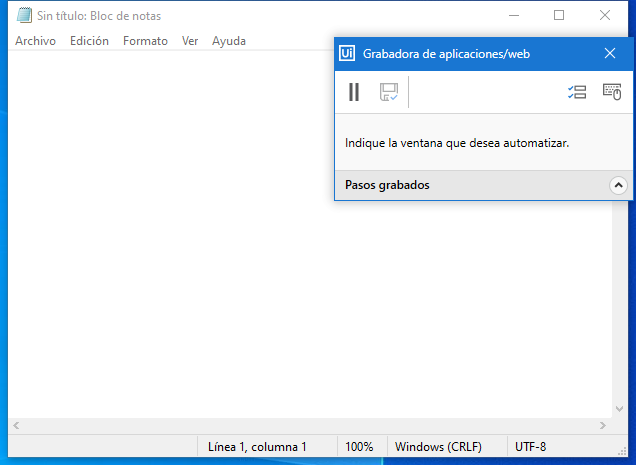 Sin título: Bloc de notas
Archivo Edición Formato Ver Ayuda
Ui Grabadora de aplicaciones/web
Indique la ventana que desea automatizar.
Pasos grabados
Línea 1, columna 1 100% Windows (CRLF) UTF-8